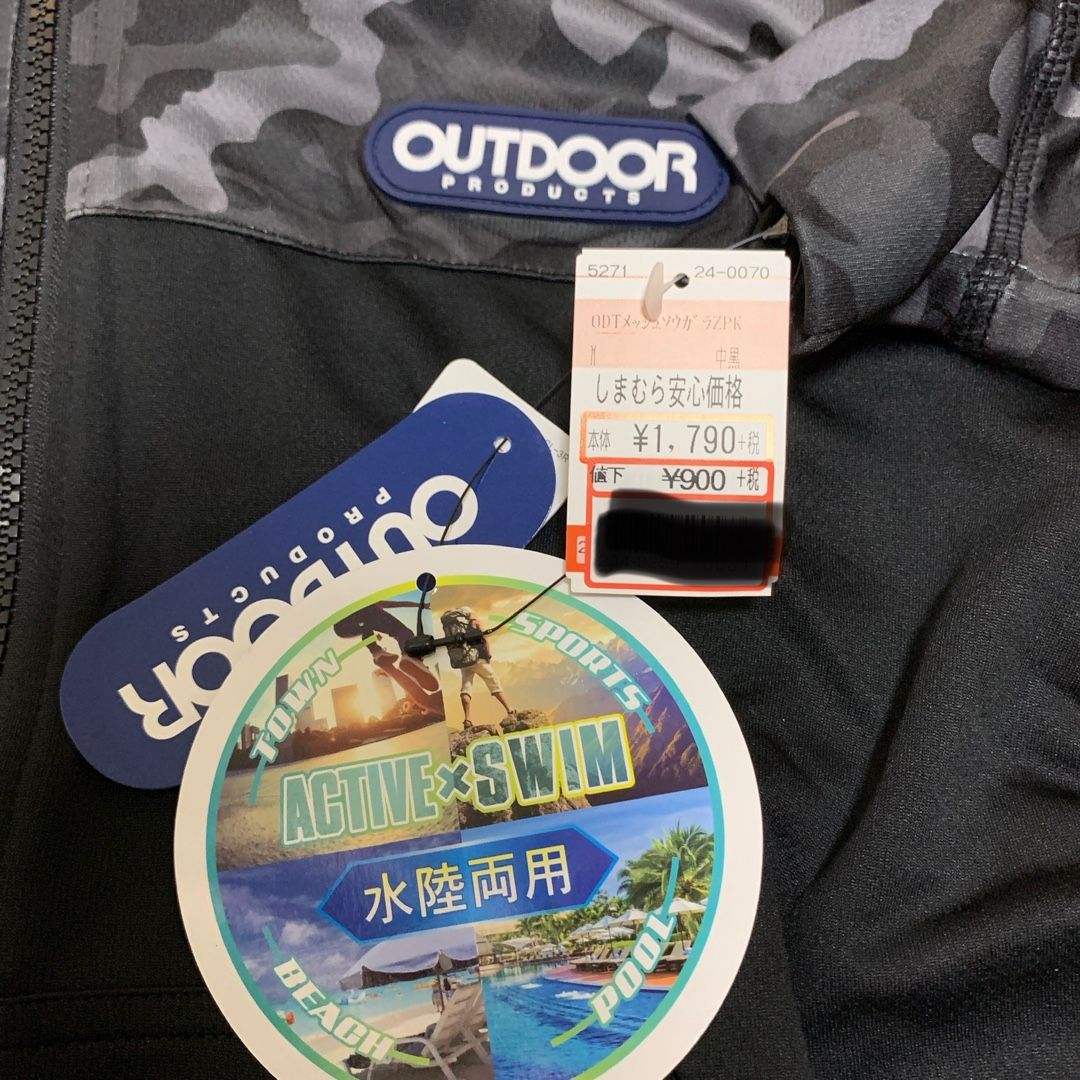 OUTDOOR
PRODUCTS
5271 24-0070
ODTメッシュソウガラZPK
M 中黒
しまむら安心価格
本体 ¥1,790+税
値下 ¥900 +税
OUTDOOR
PRODUCTS
TOWN
SPORTS
ACTIVE×SWIM
水陸両用
BEACH
POOL